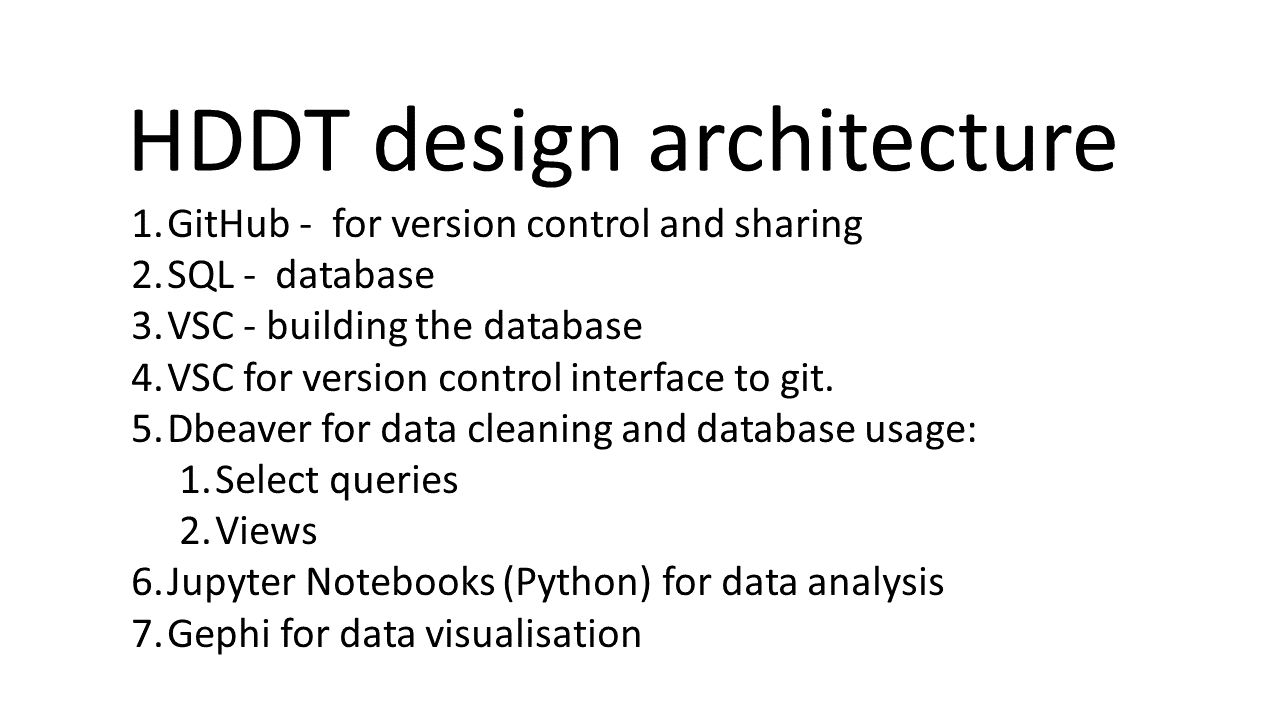 HDDT design architecture
1. GitHub -  for version control and sharing
2. SQL -  database
3. VSC - building the database
4. VSC for version control interface to git.
5. Dbeaver for data cleaning and database usage:
1. Select queries
2. Views
6. Jupyter Notebooks (Python) for data analysis
7. Gephi for data visualisation